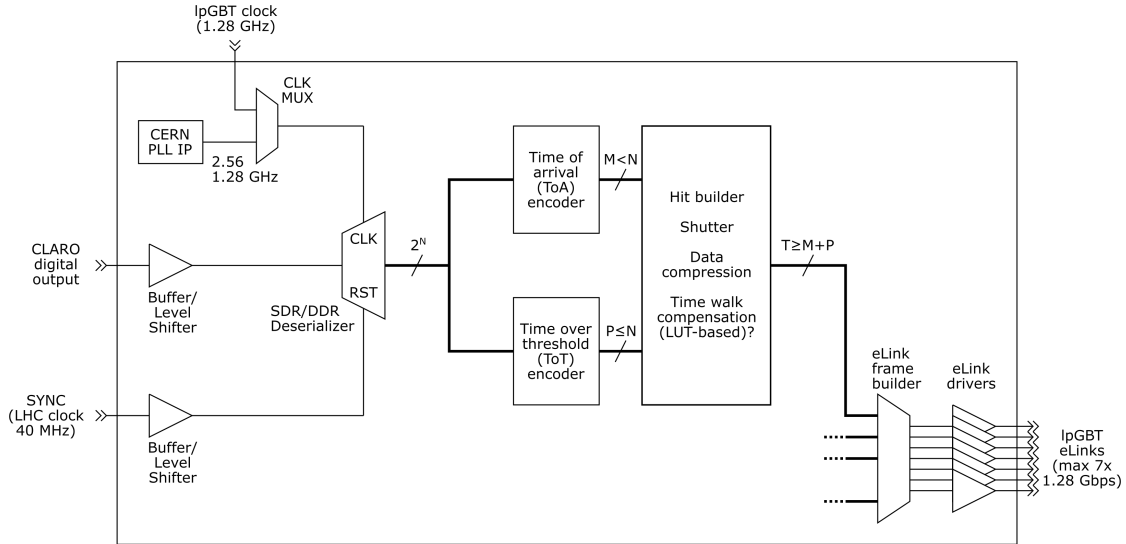 lpGBT clock
(1.28 GHz)
CLK
MUX
CERN
PLL IP
2.56
1.28 GHz
CLARO
digital
output
Buffer/
Level
Shifter
CLK
RST
SDR/DDR
Deserializer
SYNC
(LHC clock
40 MHz)
Buffer/
Level
Shifter
2ᴺ
Time of
arrival
(ToA)
encoder
M<N
Time over
threshold
(ToT)
encoder
P≤N
Hit builder
Shutter
Data
compression
Time walk
compensation
(LUT-based)?
T≥M+P
eLink
frame
builder
eLink
drivers
lpGBT
eLinks
(max 7x
1.28 Gbps)